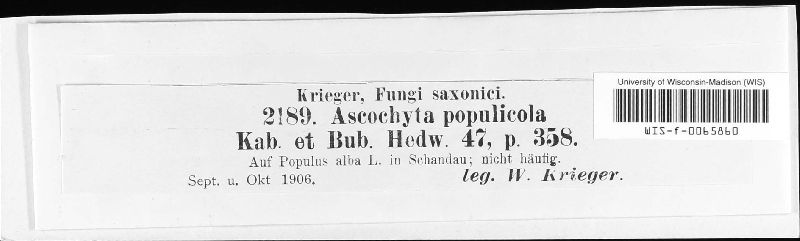 Krieger, Fungi saxonici.
2189. Ascochyta populicola
Kab. et Bub. Hedw. 47, p. 358.
Auf Populus alba L. in Schandau; nicht häufig.
Sept. u. Okt 1906. leg. W. Krieger.
University of Wisconsin-Madison (WIS)
WIS-f-0065860